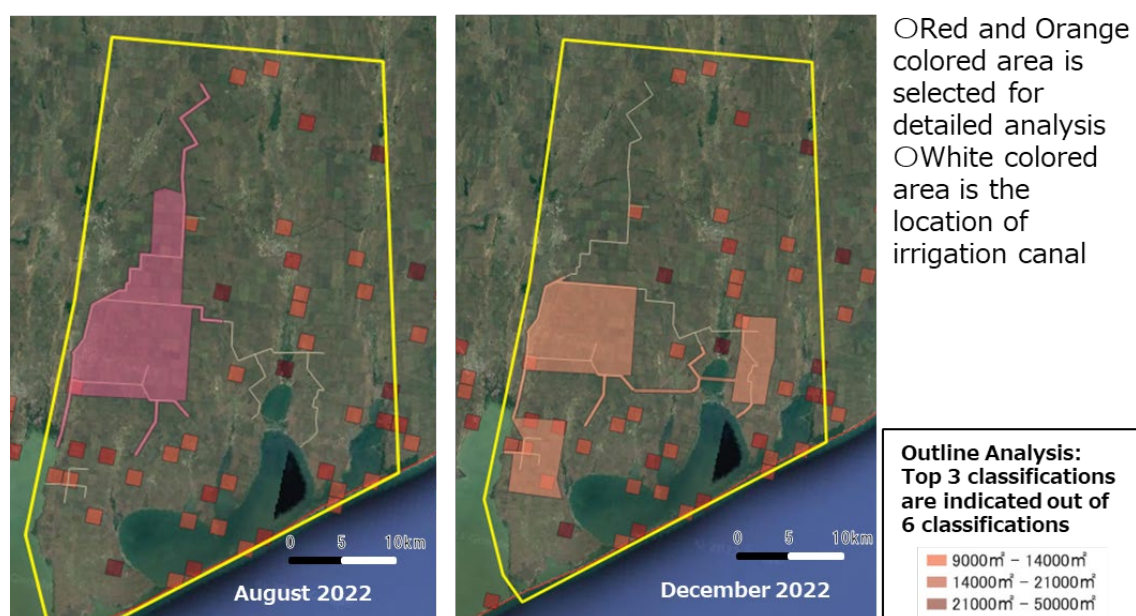 ○Red and Orange
colored area is
selected for
detailed analysis
○White colored
area is the
location of
irrigation canal
0 5 10km
August 2022
0 5 10km
December 2022
Outline Analysis:
Top 3 classifications
are indicated out of
6 classifications
9000㎡ - 14000㎡
14000㎡ - 21000㎡
21000㎡ - 50000㎡